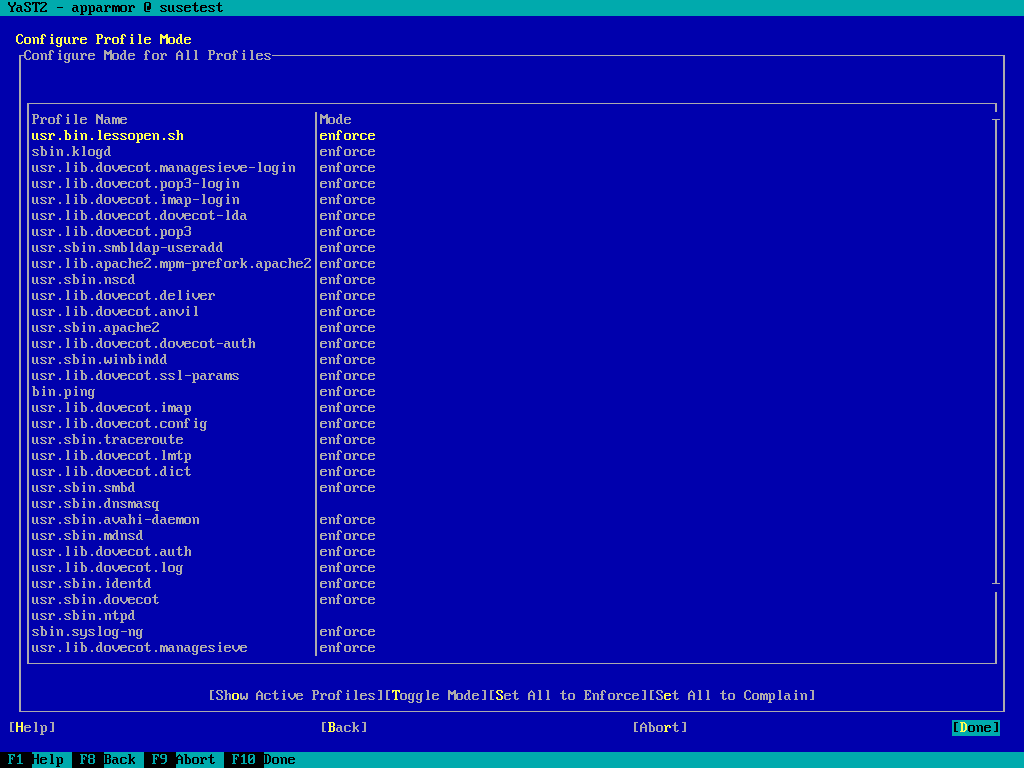 YaST2 - apparmor @ susetest
Configure Profile Mode
Configure Mode for All Profiles
Profile Name Mode
usr.bin.lessopen.sh enforce
sbin.klogd enforce
usr.lib.dovecot.managesieve-login enforce
usr.lib.dovecot.pop3-login enforce
usr.lib.dovecot.imap-login enforce
usr.lib.dovecot.dovecot-lda enforce
usr.lib.dovecot.pop3 enforce
usr.sbin.smbldap-useradd enforce
usr.lib.apache2.mpm-prefork.apache2 enforce
usr.sbin.nscd enforce
usr.lib.dovecot.deliver enforce
usr.lib.dovecot.anvil enforce
usr.sbin.apache2 enforce
usr.lib.dovecot.dovecot-auth enforce
usr.sbin.winbindd enforce
usr.lib.dovecot.ssl-params enforce
bin.ping enforce
usr.lib.dovecot.imap enforce
usr.lib.dovecot.config enforce
usr.sbin.traceroute enforce
usr.lib.dovecot.lmtp enforce
usr.lib.dovecot.dict enforce
usr.sbin.smbd enforce
usr.sbin.dnsmasq
usr.sbin.avahi-daemon enforce
usr.sbin.mdnsd enforce
usr.lib.dovecot.auth enforce
usr.lib.dovecot.log enforce
usr.sbin.identd enforce
usr.sbin.dovecot enforce
usr.sbin.ntpd
sbin.syslog-ng enforce
usr.lib.dovecot.managesieve enforce
[Show Active Profiles][Toggle Mode][Set All to Enforce][Set All to Complain]
[Help] [Back] [Abort] [Done]
F1 Help F8 Back F9 Abort F10 Done